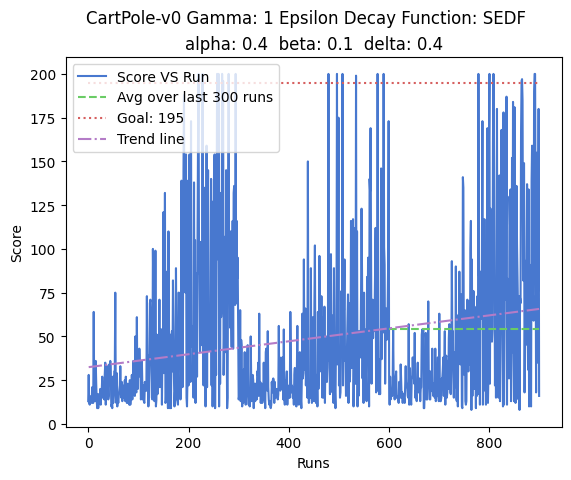 CartPole-v0 Gamma: 1 Epsilon Decay Function: SEDF
alpha: 0.4 beta: 0.1 delta: 0.4
Score VS Run
Avg over last 300 runs
Goal: 195
Trend line
Score
200
175
150
125
100
75
50
25
0
0 200 400 600 800
Runs